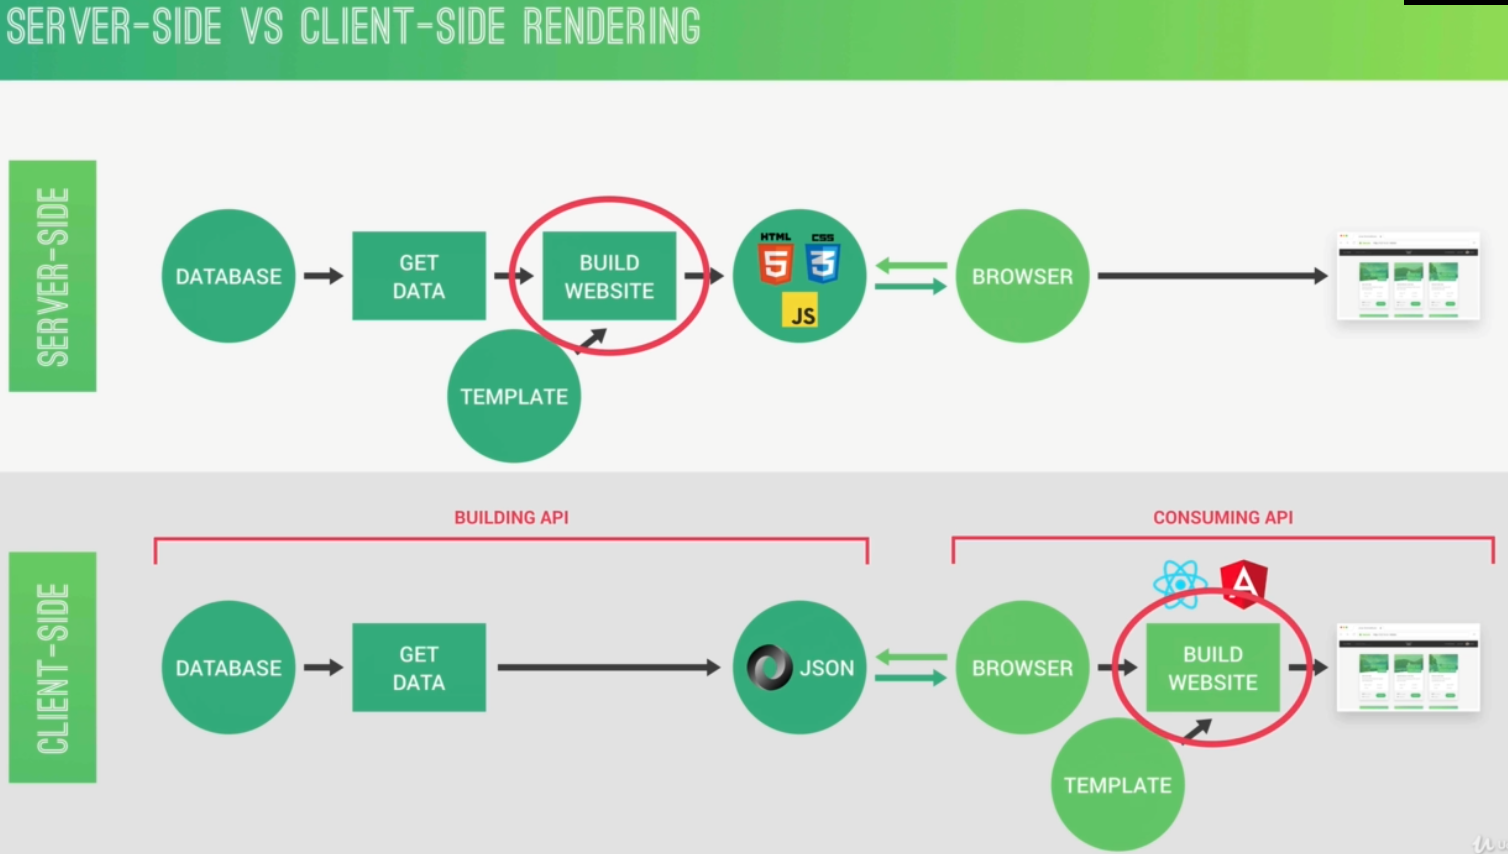 SERVER-SIDE VS CLIENT-SIDE RENDERING
SERVER-SIDE
DATABASE
GET
DATA
BUILD
WEBSITE
TEMPLATE
HTML
5
CSS
3
JS
BROWSER
CLIENT-SIDE
BUILDING API
CONSUMING API
DATABASE
GET
DATA
JSON
BROWSER
A
BUILD
WEBSITE
TEMPLATE